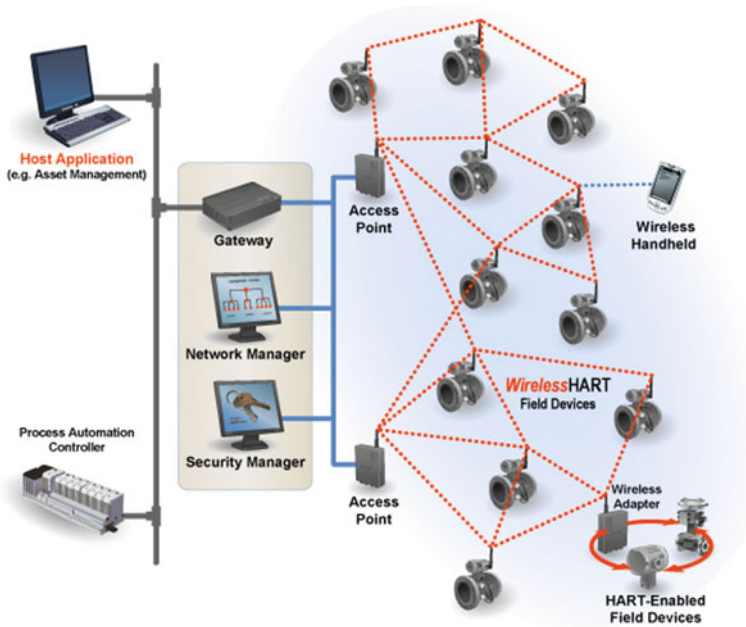 Host Application
(e.g. Asset Management)
Access
Point
Gateway
Wireless
Handheld
Network Manager
WirelessHART
Field Devices
Process Automation
Controller
Security Manager
Access
Point
Wireless
Adapter
HART-Enabled
Field Devices